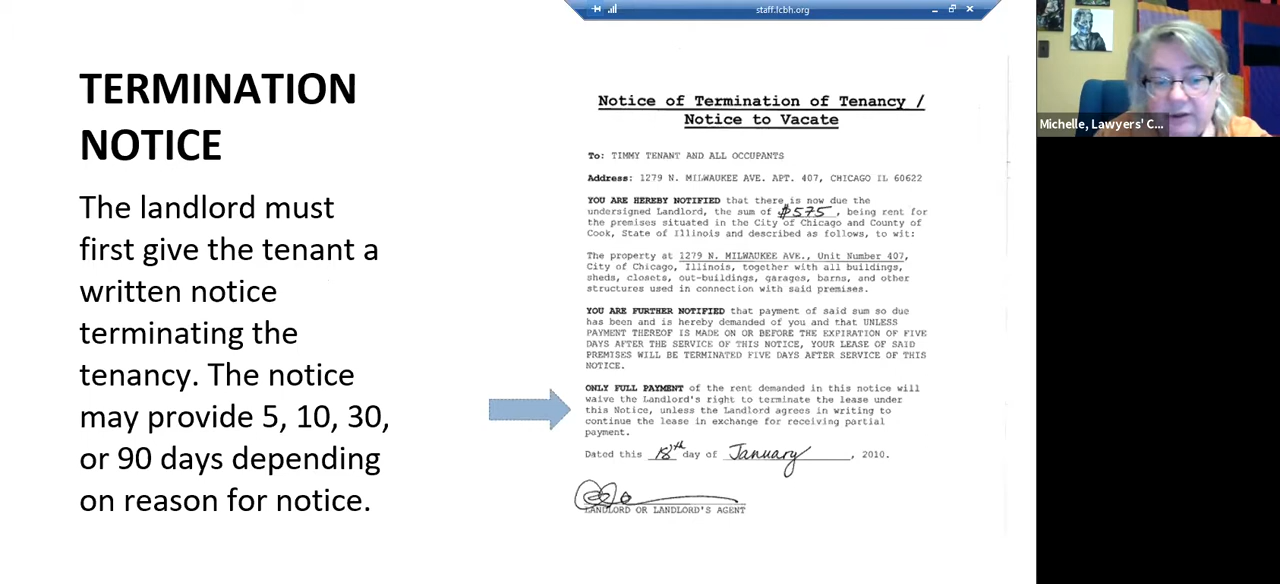 staff.lcbh.org
TERMINATION
NOTICE
The landlord must
first give the tenant a
written notice
terminating the
tenancy. The notice
may provide 5, 10, 30,
or 90 days depending
on reason for notice.
Notice of Termination of Tenancy /
Notice to Vacate
To: TIMMY TENANT AND ALL OCCUPANTS
Address: 1279 N. MILWAUKEE AVE. APT. 407, CHICAGO IL 60622
YOU ARE HEREBY NOTIFIED that there is now due the
undersigned Landlord, the sum of $575, being rent for
the premises situated in the City of Chicago and County of
Cook, State of Illinois and described as follows, to wit:
The property at 1279 N. MILWAUKEE AVE., Unit Number 407,
City of Chicago, Illinois, together with all buildings,
sheds, closets, out-buildings, garages, barns, and other
structures used in connection with said premises.
YOU ARE FURTHER NOTIFIED that payment of said sum so due
has been and is hereby demanded of you and that UNLESS
PAYMENT THEREOF IS MADE ON OR BEFORE THE EXPIRATION OF FIVE
DAYS AFTER THE SERVICE OF THIS NOTICE, YOUR LEASE OF SAID
PREMISES WILL BE TERMINATED FIVE DAYS AFTER SERVICE OF THIS
NOTICE.
ONLY FULL PAYMENT of the rent demanded in this notice will
waive the Landlord's right to terminate the lease under
this Notice, unless the Landlord agrees in writing to
continue the lease in exchange for receiving partial
payment.
Dated this 18th day of January, 2010.
LANDLORD OR LANDLORD'S AGENT
Michelle, Lawyers' C...